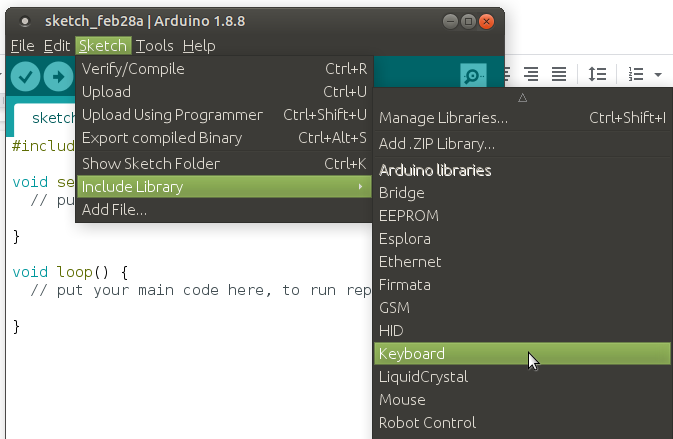 sketch_feb28a | Arduino 1.8.8
File Edit Sketch Tools Help
Verify/Compile Ctrl+R
Upload Ctrl+U
Upload Using Programmer Ctrl+Shift+U
Export compiled Binary Ctrl+Alt+S
Show Sketch Folder Ctrl+K
Include Library
Add File...
Manage Libraries... Ctrl+Shift+I
Add .ZIP Library...
Arduino libraries
Bridge
EEPROM
Esplora
Ethernet
Firmata
GSM
HID
Keyboard
LiquidCrystal
Mouse
Robot Control
sketc
#includ
void se
// pu
}
void loop() {
// put your main code here, to run rep
}